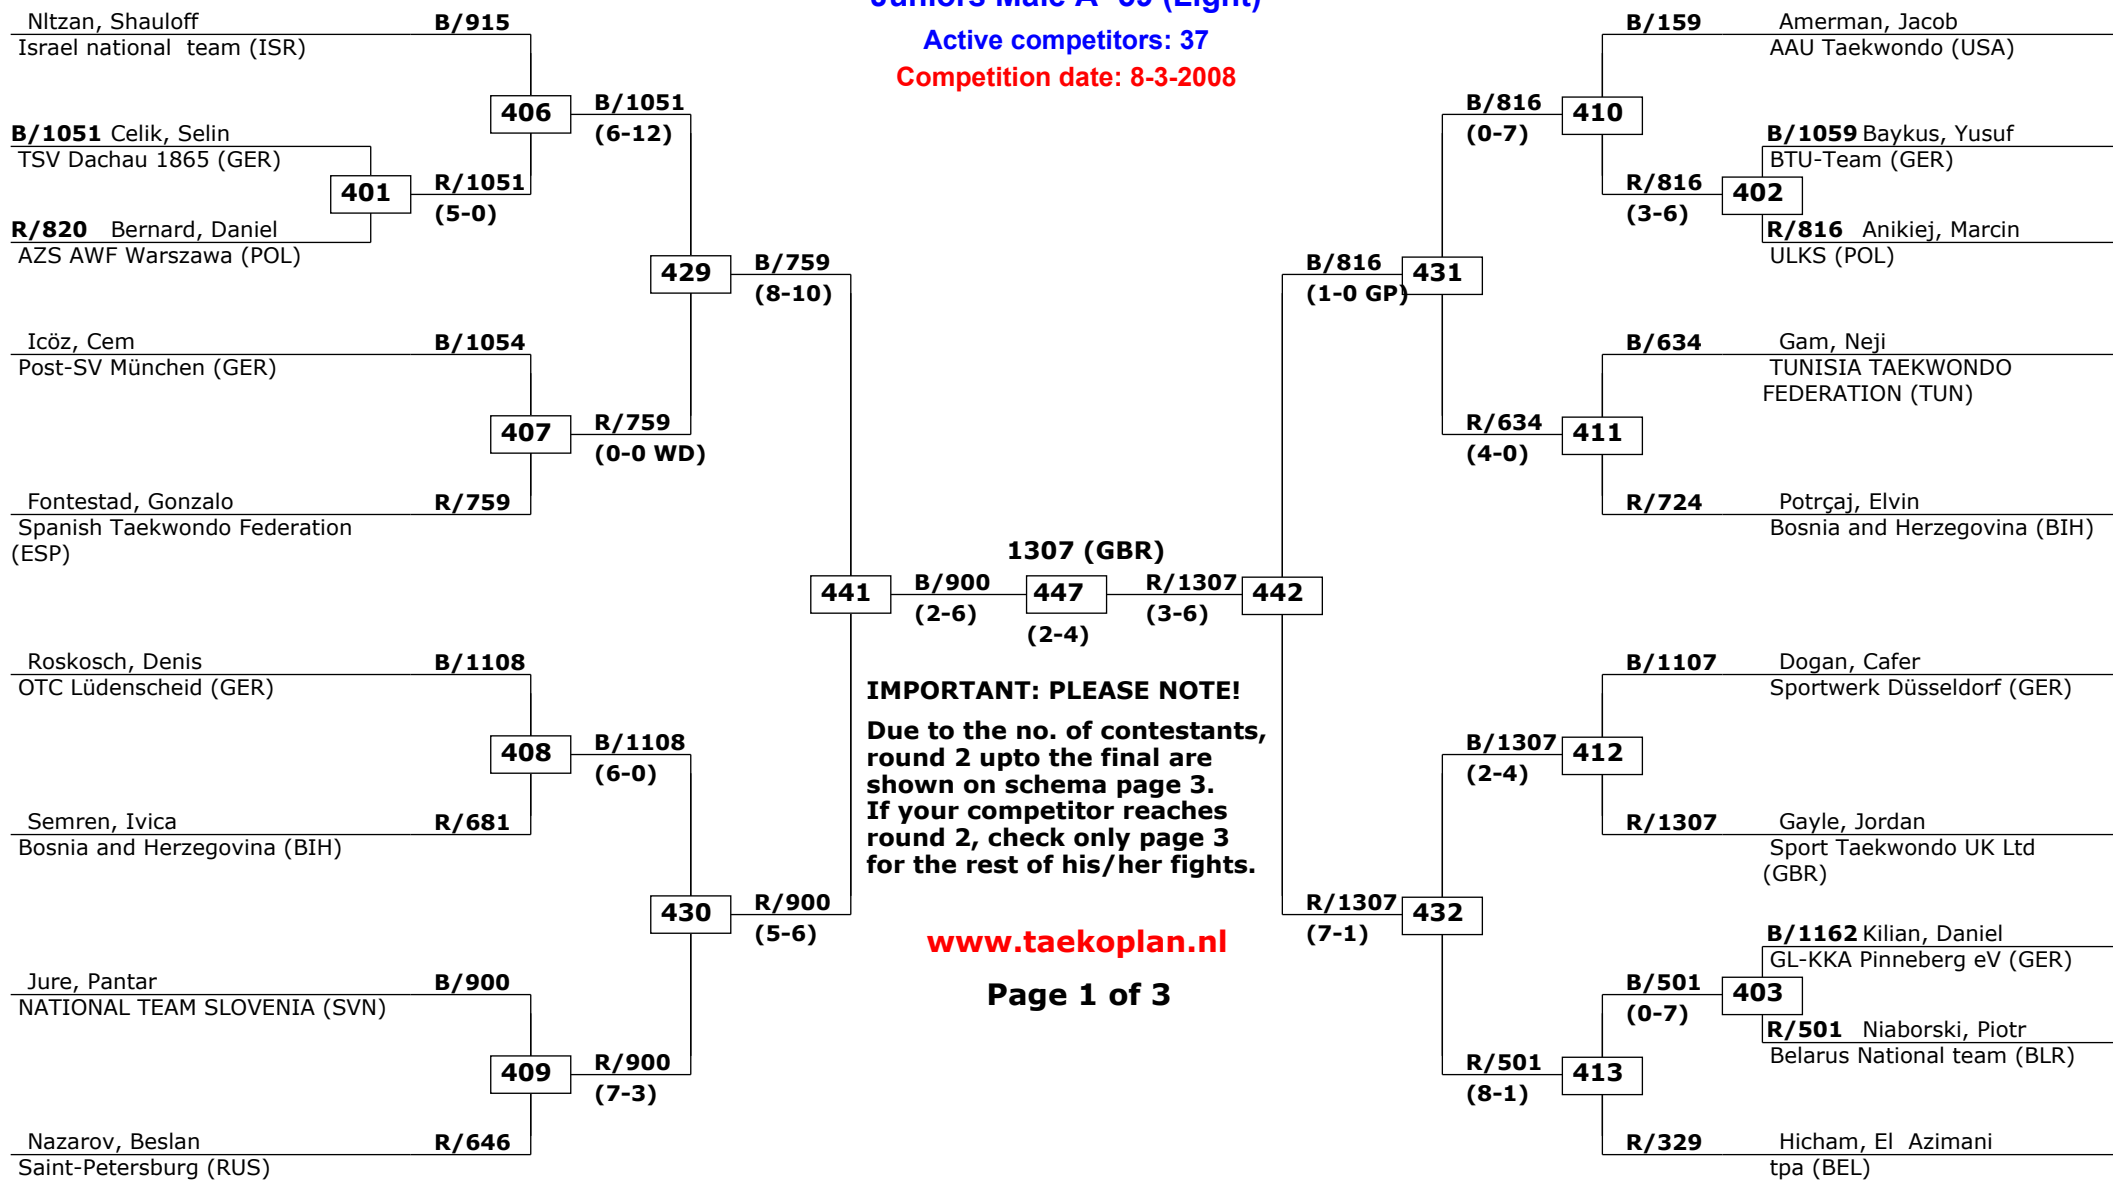 Juniors Male A -59 (Light)
Active competitors: 37
Competition date: 8-3-2008
Nltzan, Shauloff B/915
Israel national team (ISR)
406
B/1051
(6-12)
B/1051 Celik, Selin
TSV Dachau 1865 (GER)
401
R/1051
(5-0)
R/820 Bernard, Daniel
AZS AWF Warszawa (POL)
429
B/759
(8-10)
Icöz, Cem B/1054
Post-SV München (GER)
407
R/759
(0-0 WD)
Fontestad, Gonzalo R/759
Spanish Taekwondo Federation
(ESP)
441
B/900
(2-6)
Roskosch, Denis B/1108
OTC Lüdenscheid (GER)
408
B/1108
(6-0)
Semren, Ivica R/681
Bosnia and Herzegovina (BIH)
430
R/900
(5-6)
Jure, Pantar B/900
NATIONAL TEAM SLOVENIA (SVN)
409
R/900
(7-3)
Nazarov, Beslan R/646
Saint-Petersburg (RUS)
1307 (GBR)
447
(2-4)
IMPORTANT: PLEASE NOTE!
Due to the no. of contestants,
round 2 upto the final are
shown on schema page 3.
If your competitor reaches
round 2, check only page 3
for the rest of his/her fights.
www.taekoplan.nl
Page 1 of 3
B/159 Amerman, Jacob
AAU Taekwondo (USA)
B/816
(0-7)
410
B/1059 Baykus, Yusuf
BTU-Team (GER)
R/816
(3-6)
402
R/816 Anikiej, Marcin
ULKS (POL)
B/816
(1-0 GP)
431
B/634 Gam, Neji
TUNISIA TAEKWONDO
FEDERATION (TUN)
R/634
(4-0)
411
R/724 Potrçaj, Elvin
Bosnia and Herzegovina (BIH)
R/1307
(3-6)
442
B/1107 Dogan, Cafer
Sportwerk Düsseldorf (GER)
B/1307
(2-4)
412
R/1307 Gayle, Jordan
Sport Taekwondo UK Ltd
(GBR)
R/1307
(7-1)
432
B/1162 Kilian, Daniel
GL-KKA Pinneberg eV (GER)
B/501
(0-7)
403
R/501 Niaborski, Piotr
Belarus National team (BLR)
R/501
(8-1)
413
R/329 Hicham, El Azimani
tpa (BEL)